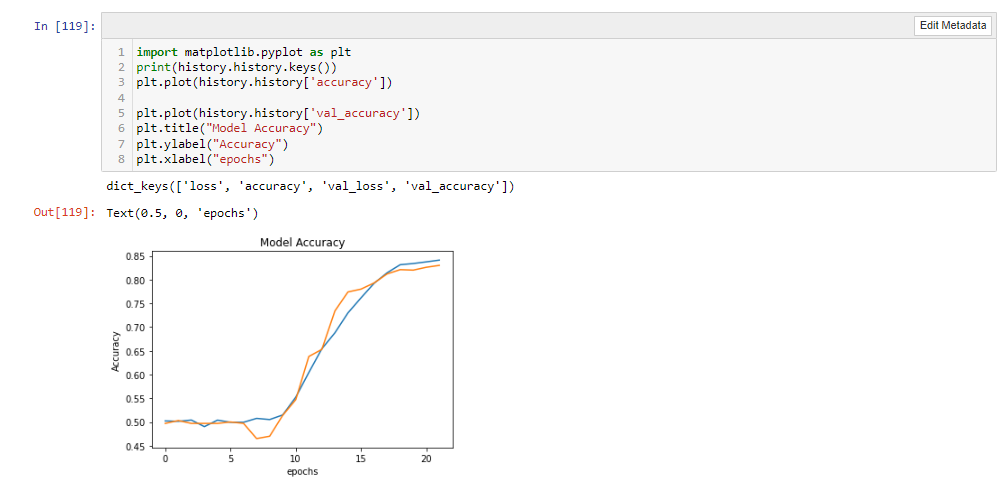 In [119]:
Edit Metadata
1 import matplotlib.pyplot as plt
2 print(history.history.keys())
3 plt.plot(history.history['accuracy'])
4
5 plt.plot(history.history['val_accuracy'])
6 plt.title("Model Accuracy")
7 plt.ylabel("Accuracy")
8 plt.xlabel("epochs")
dict_keys(['loss', 'accuracy', 'val_loss', 'val_accuracy'])
Out[119]: Text(0.5, 0, 'epochs')
Model Accuracy
0.85
0.80
0.75
0.70
0.65
0.60
0.55
0.50
0.45
Accuracy
0 5 10 15 20
epochs